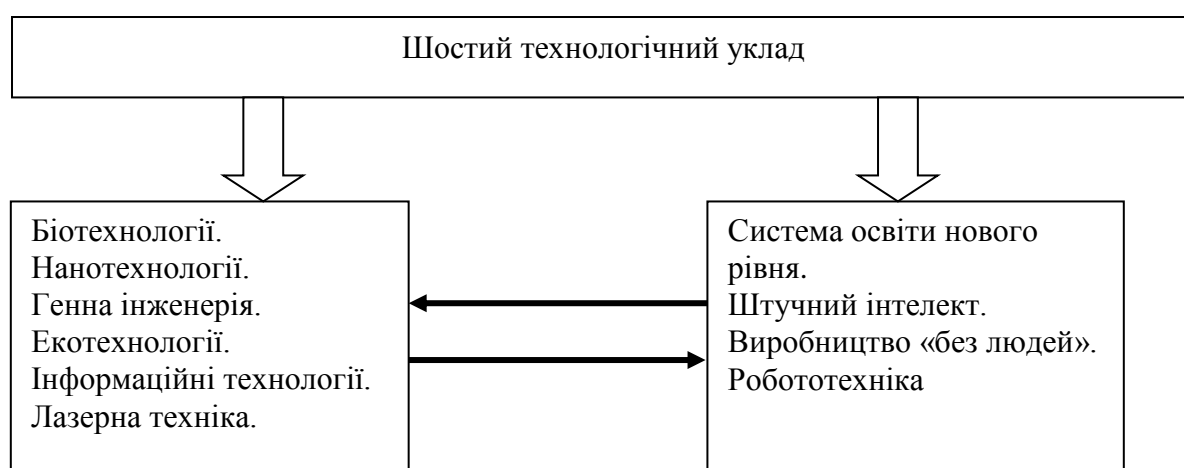 Шостий технологічний уклад
Біотехнології.
Нанотехнології.
Генна інженерія.
Екотехнології.
Інформаційні технології.
Лазерна техніка.
Система освіти нового
рівня.
Штучний інтелект.
Виробництво «без людей».
Робототехніка